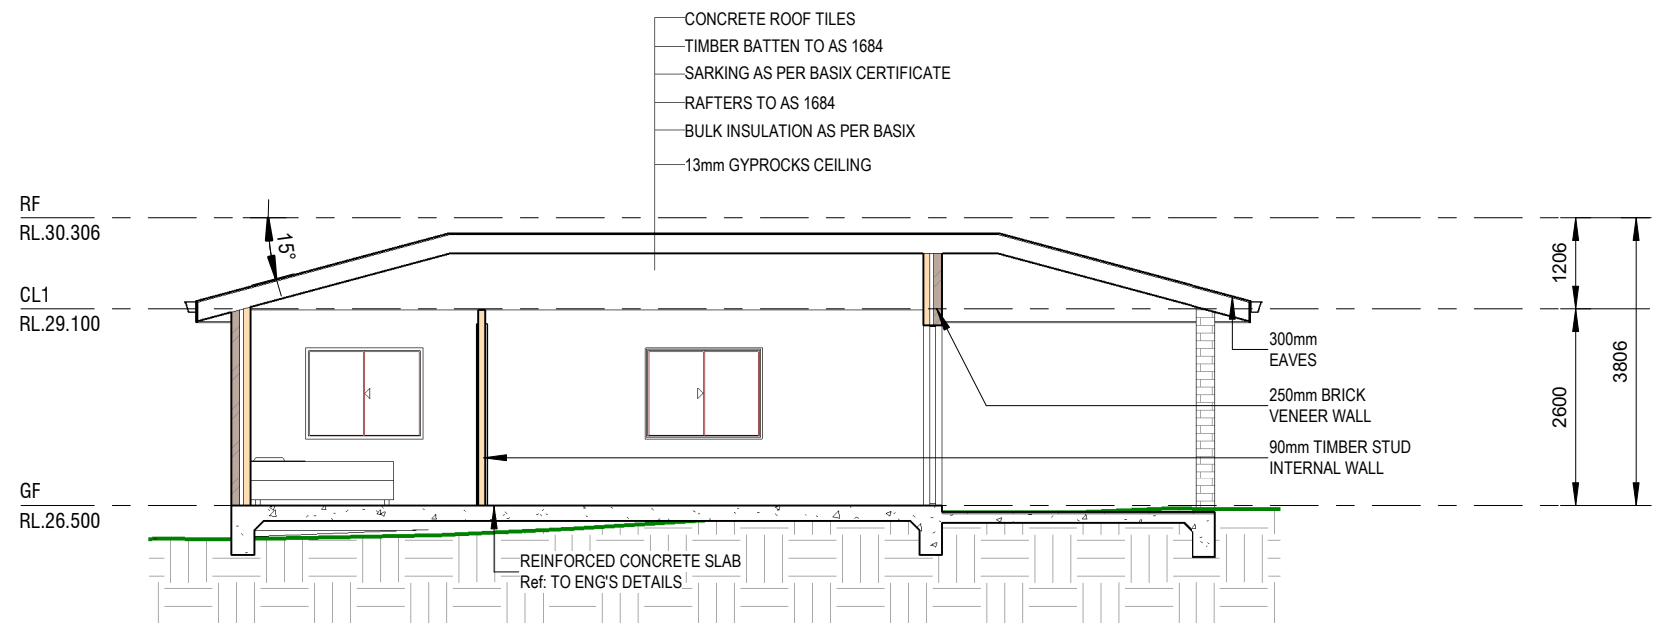 CONCRETE ROOF TILES
TIMBER BATTEN TO AS 1684
SARKING AS PER BASIX CERTIFICATE
RAFTERS TO AS 1684
BULK INSULATION AS PER BASIX
13mm GYPROCKS CEILING
RF
RL.30.306
15°
1206
CL1
RL.29.100
300mm
EAVES
3806
250mm BRICK
VENEER WALL
2600
90mm TIMBER STUD
INTERNAL WALL
GF
RL.26.500
REINFORCED CONCRETE SLAB
Ref: TO ENG'S DETAILS